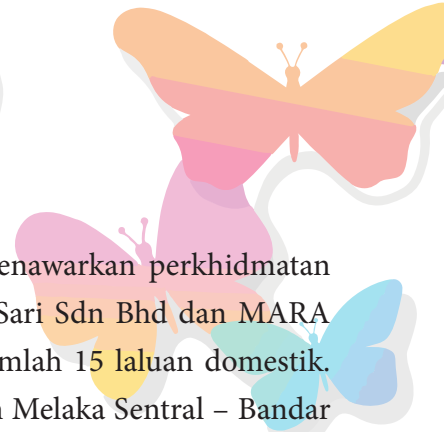 enawarkan perkhidmatan
Sari Sdn Bhd dan MARA
mlah 15 laluan domestik.
Melaka Sentral – Bandar